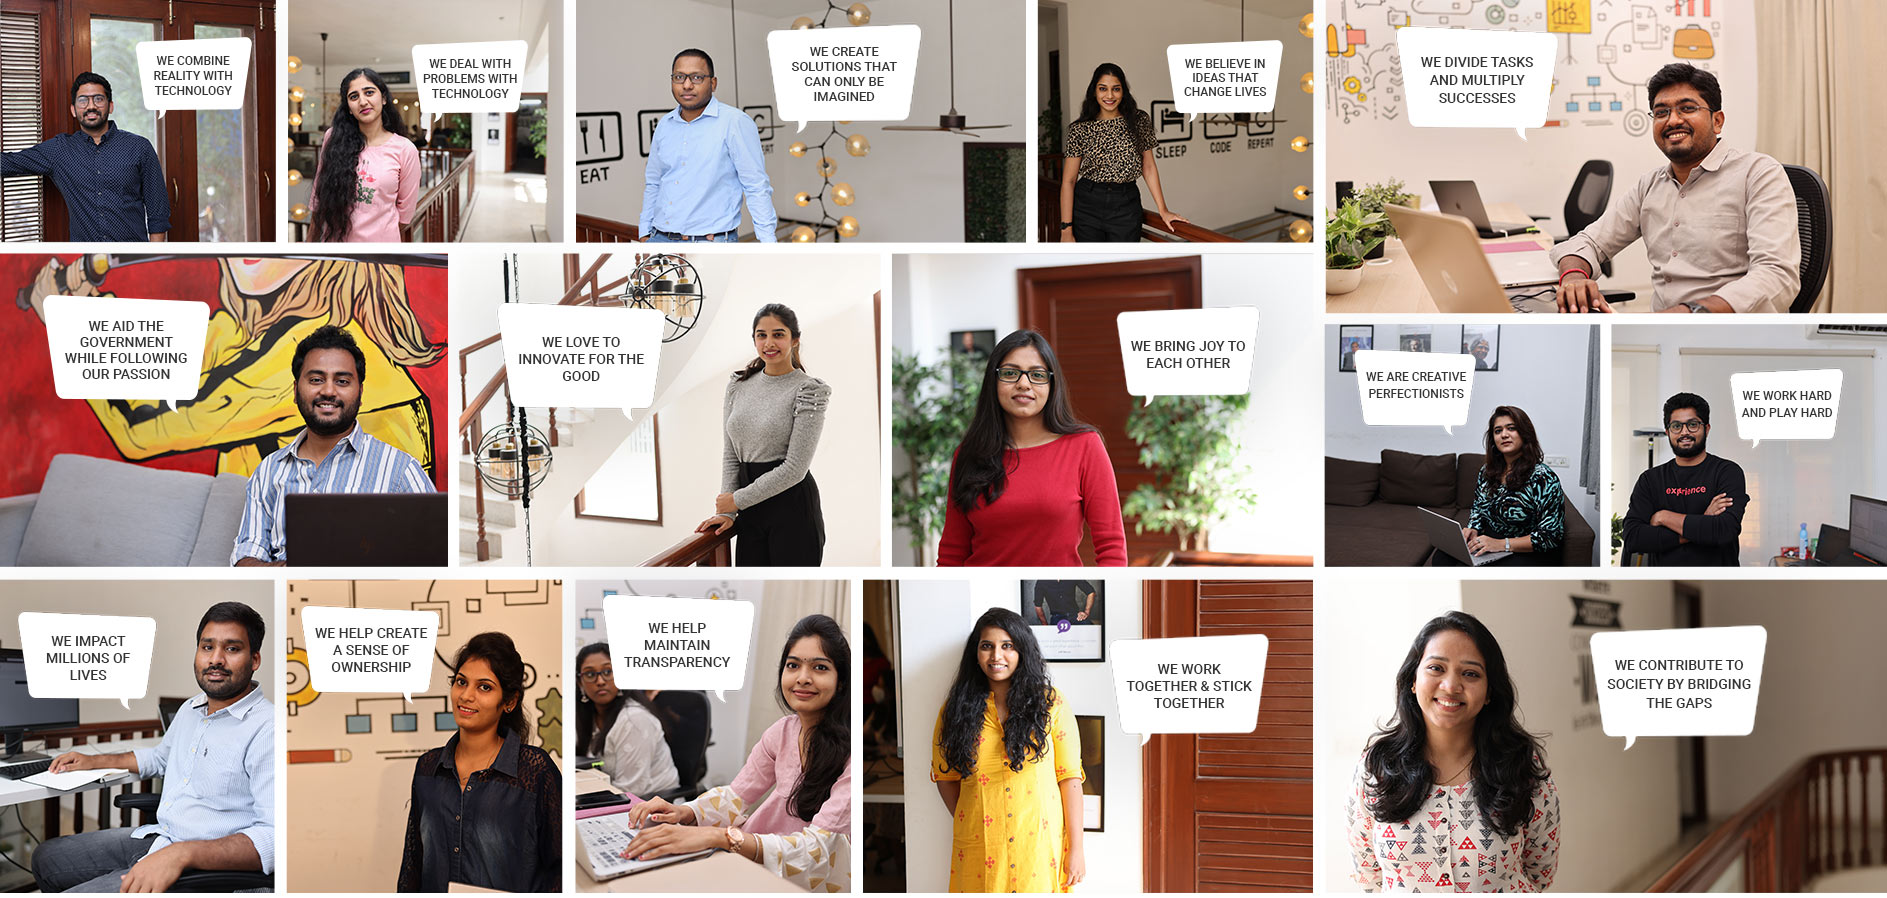 WE COMBINE
REALITY WITH
TECHNOLOGY
WE DEAL WITH
PROBLEMS WITH
TECHNOLOGY
WE CREATE
SOLUTIONS THAT
CAN ONLY BE
IMAGINED
EAT
WE BELIEVE IN
IDEAS THAT
CHANGE LIVES
SLEEP
CODE
REPEAT
WE DIVIDE TASKS
AND MULTIPLY
SUCCESSES
WE AID THE
GOVERNMENT
WHILE FOLLOWING
OUR PASSION
WE LOVE TO
INNOVATE FOR THE
GOOD
WE BRING JOY TO
EACH OTHER
WE ARE CREATIVE
PERFECTIONISTS
WE WORK HARD
AND PLAY HARD
WE IMPACT
MILLIONS OF
LIVES
WE HELP CREATE
A SENSE OF
OWNERSHIP
WE HELP
MAINTAIN
TRANSPARENCY
WE WORK
TOGETHER & STICK
TOGETHER
WE CONTRIBUTE TO
SOCIETY BY BRIDGING
THE GAPS